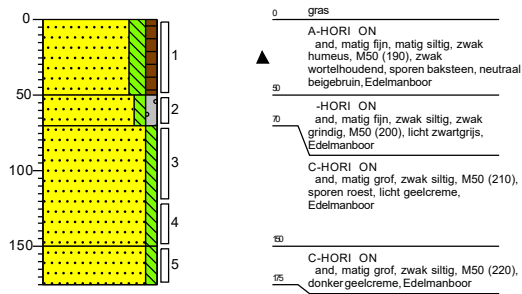 0
50
100
150
1
2
3
4
5
0
gras
A-HORI ON
and, matig fijn, matig siltig, zwak
humeus, M50 (190), zwak
wortelhoudend, sporen baksteen, neutraal
beigebruin, Edelmanboor
50
-HORI ON
and, matig fijn, zwak siltig, zwak
grindig, M50 (200), licht zwartgrijs,
Edelmanboor
70
C-HORI ON
and, matig grof, zwak siltig, M50 (210),
sporen roest, licht geelcreme,
Edelmanboor
150
C-HORI ON
and, matig grof, zwak siltig, M50 (220),
donkergeelcreme, Edelmanboor
175